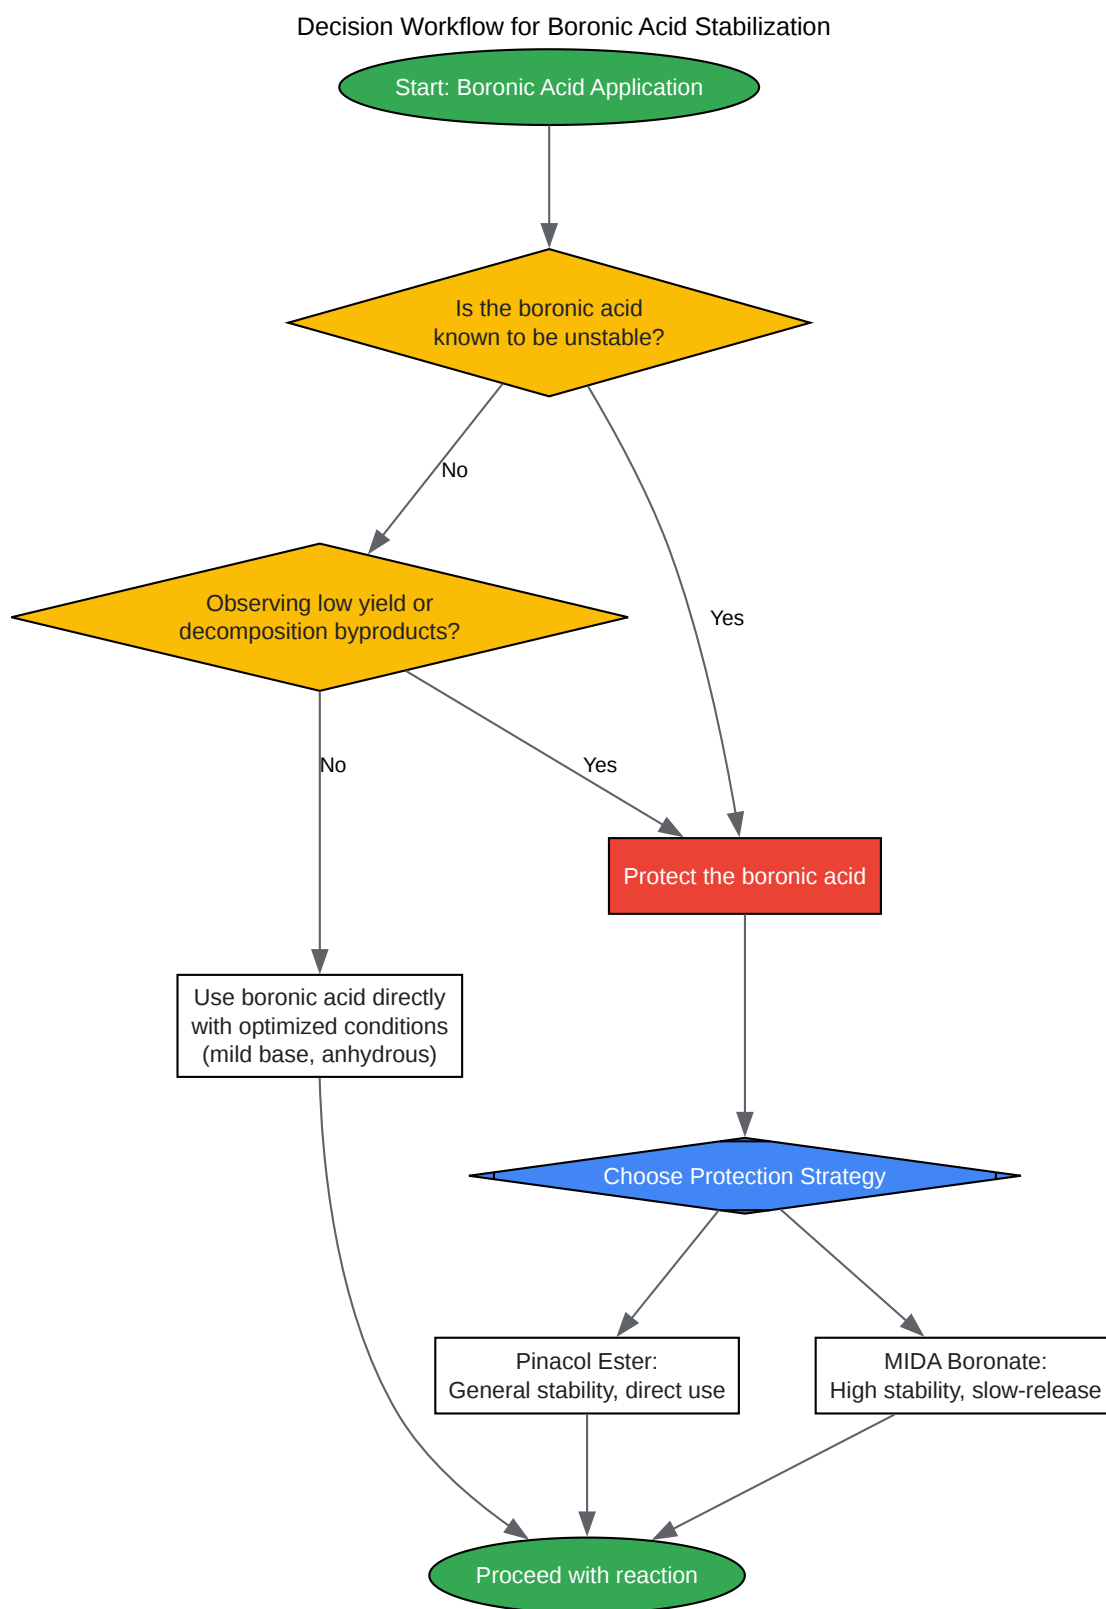 Decision Workflow for Boronic Acid Stabilization
Start: Boronic Acid Application
Is the boronic acid
known to be unstable?
No
Observing low yield or
decomposition byproducts?
Yes
No
Yes
Protect the boronic acid
Use boronic acid directly
with optimized conditions
(mild base, anhydrous)
Choose Protection Strategy
Pinacol Ester:
General stability, direct use
MIDA Boronate:
High stability, slow-release
Proceed with reaction